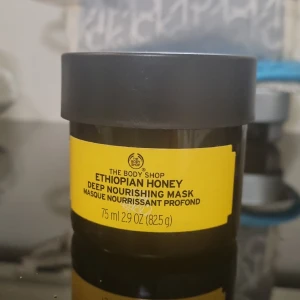 THE BODY SHOP®
ETHIOPIAN HONEY
DEEP NOURISHING MASK
MASQUE NOURRISSANT PROFOND
75 ml 2.9 OZ (82.5 g)